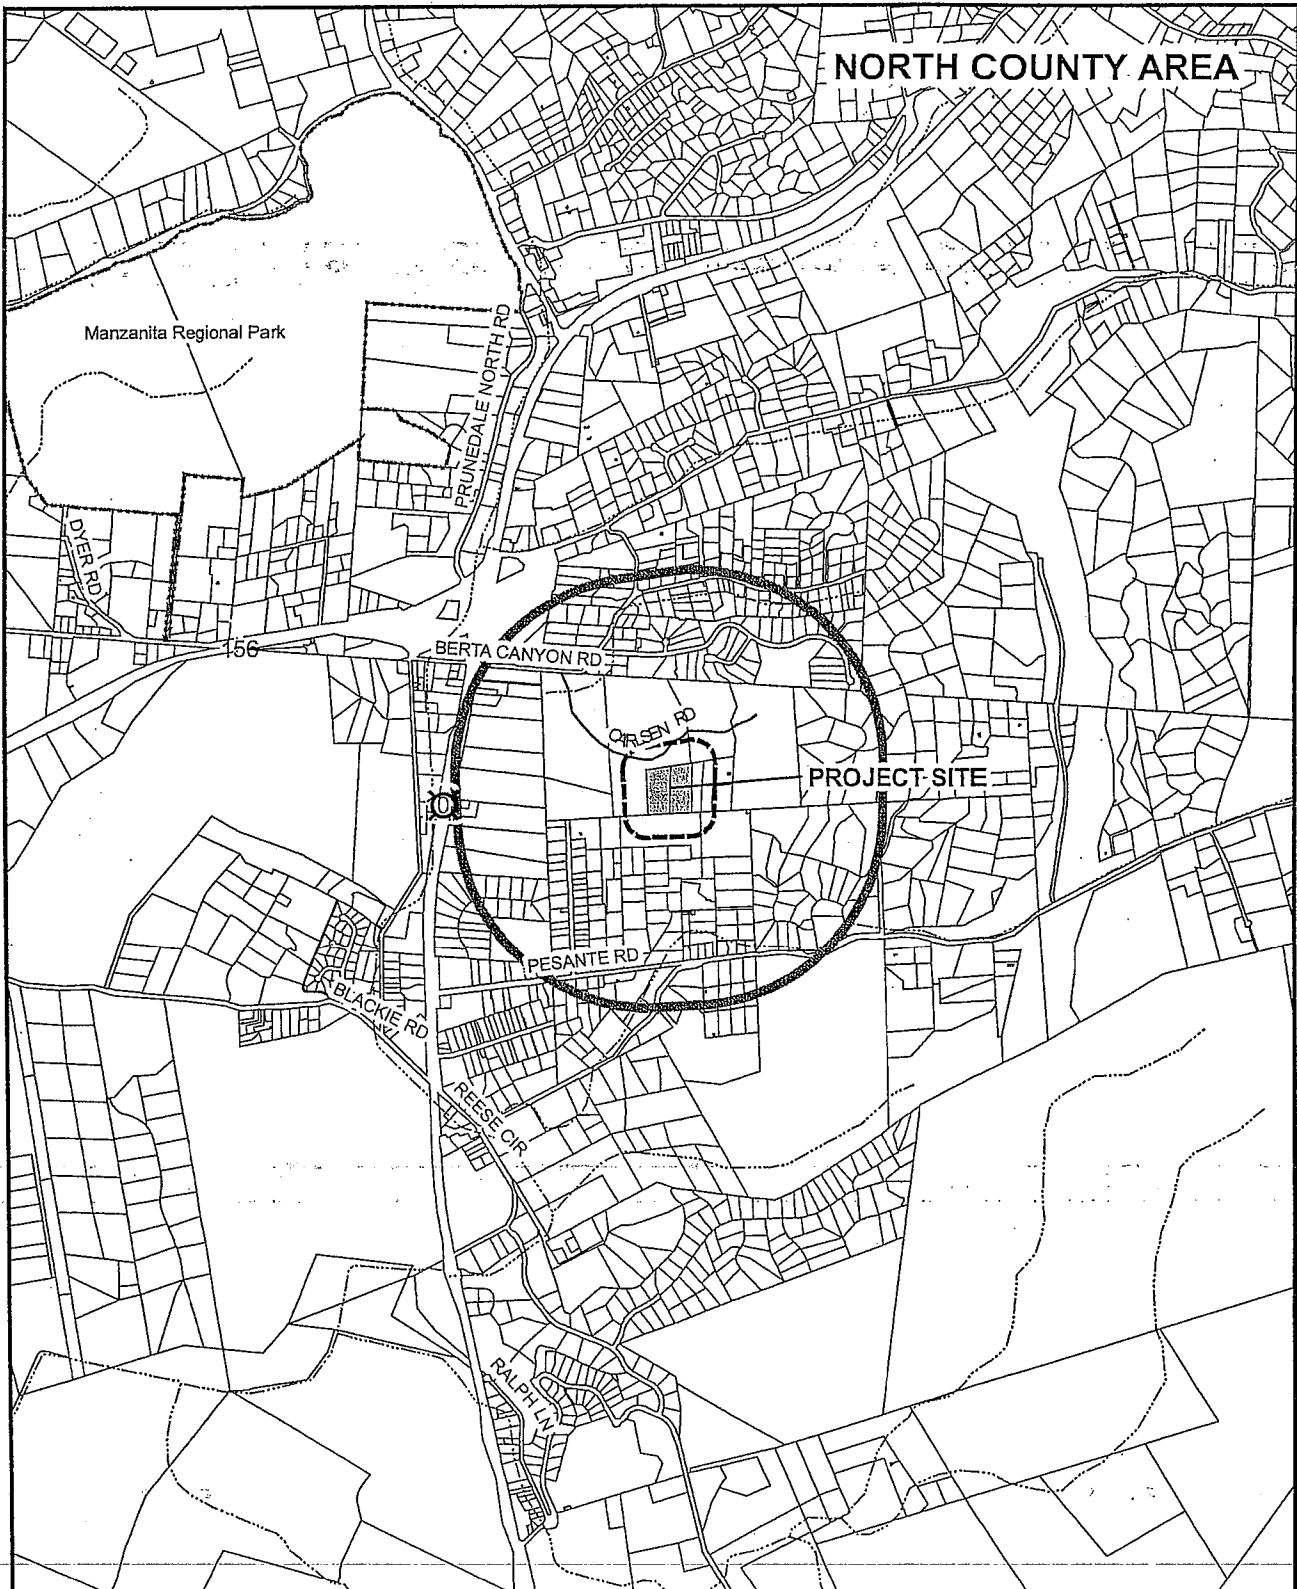 NORTH COUNTY AREA
Manzanita Regional Park
PRUNEDALE NORTH RD
DYER RD
156
BERTA CANYON RD
CARLSEN RD
PROJECT SITE
PESANTE RD
BLACKIE RD
REESE CIR
RALPH LN